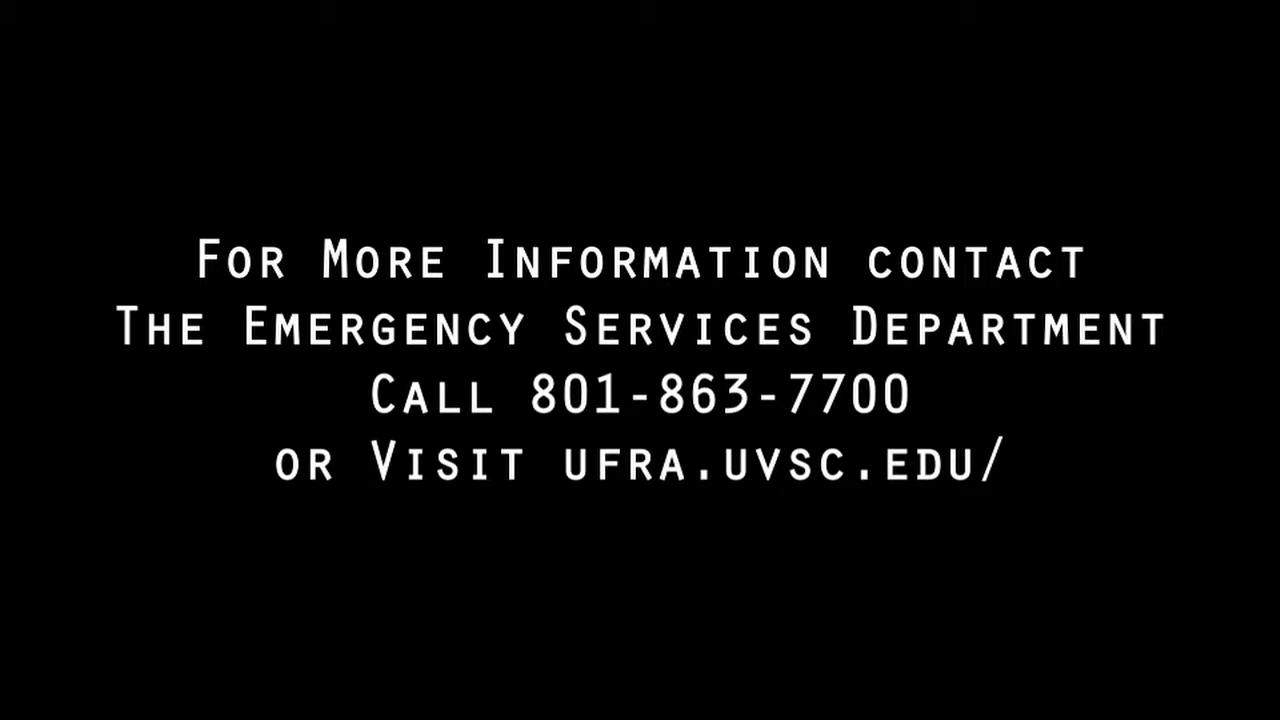 For More Information contact
The Emergency Services Department
Call 801-863-7700
or Visit ufra.uvsc.edu/